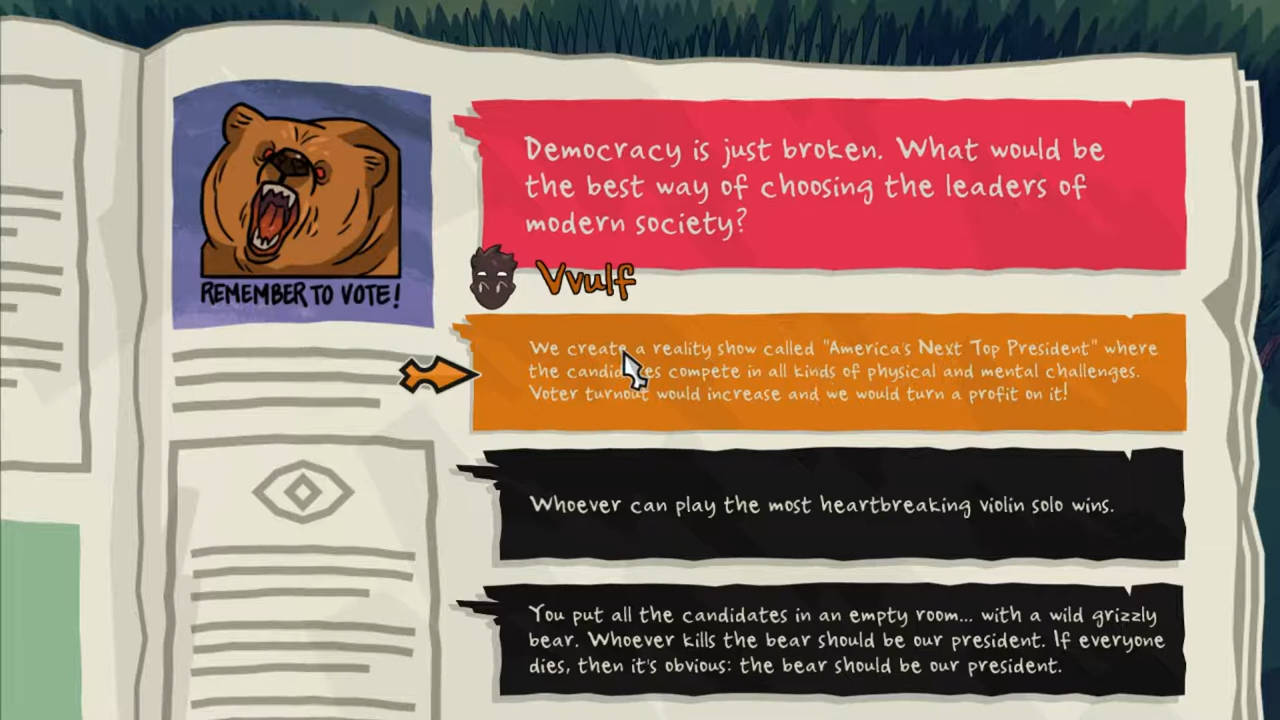 REMEMBER TO VOTE!
Democracy is just broken. What would be
the best way of choosing the leaders of
modern society?
Vvulf
We create a reality show called "America's Next Top President" where
the candidates compete in all kinds of physical and mental challenges.
Voter turnout would increase and we would turn a profit on it!
Whoever can play the most heartbreaking violin solo wins.
You put all the candidates in an empty room... with a wild grizzly
bear. Whoever kills the bear should be our president. If everyone
dies, then it's obvious: the bear should be our president.